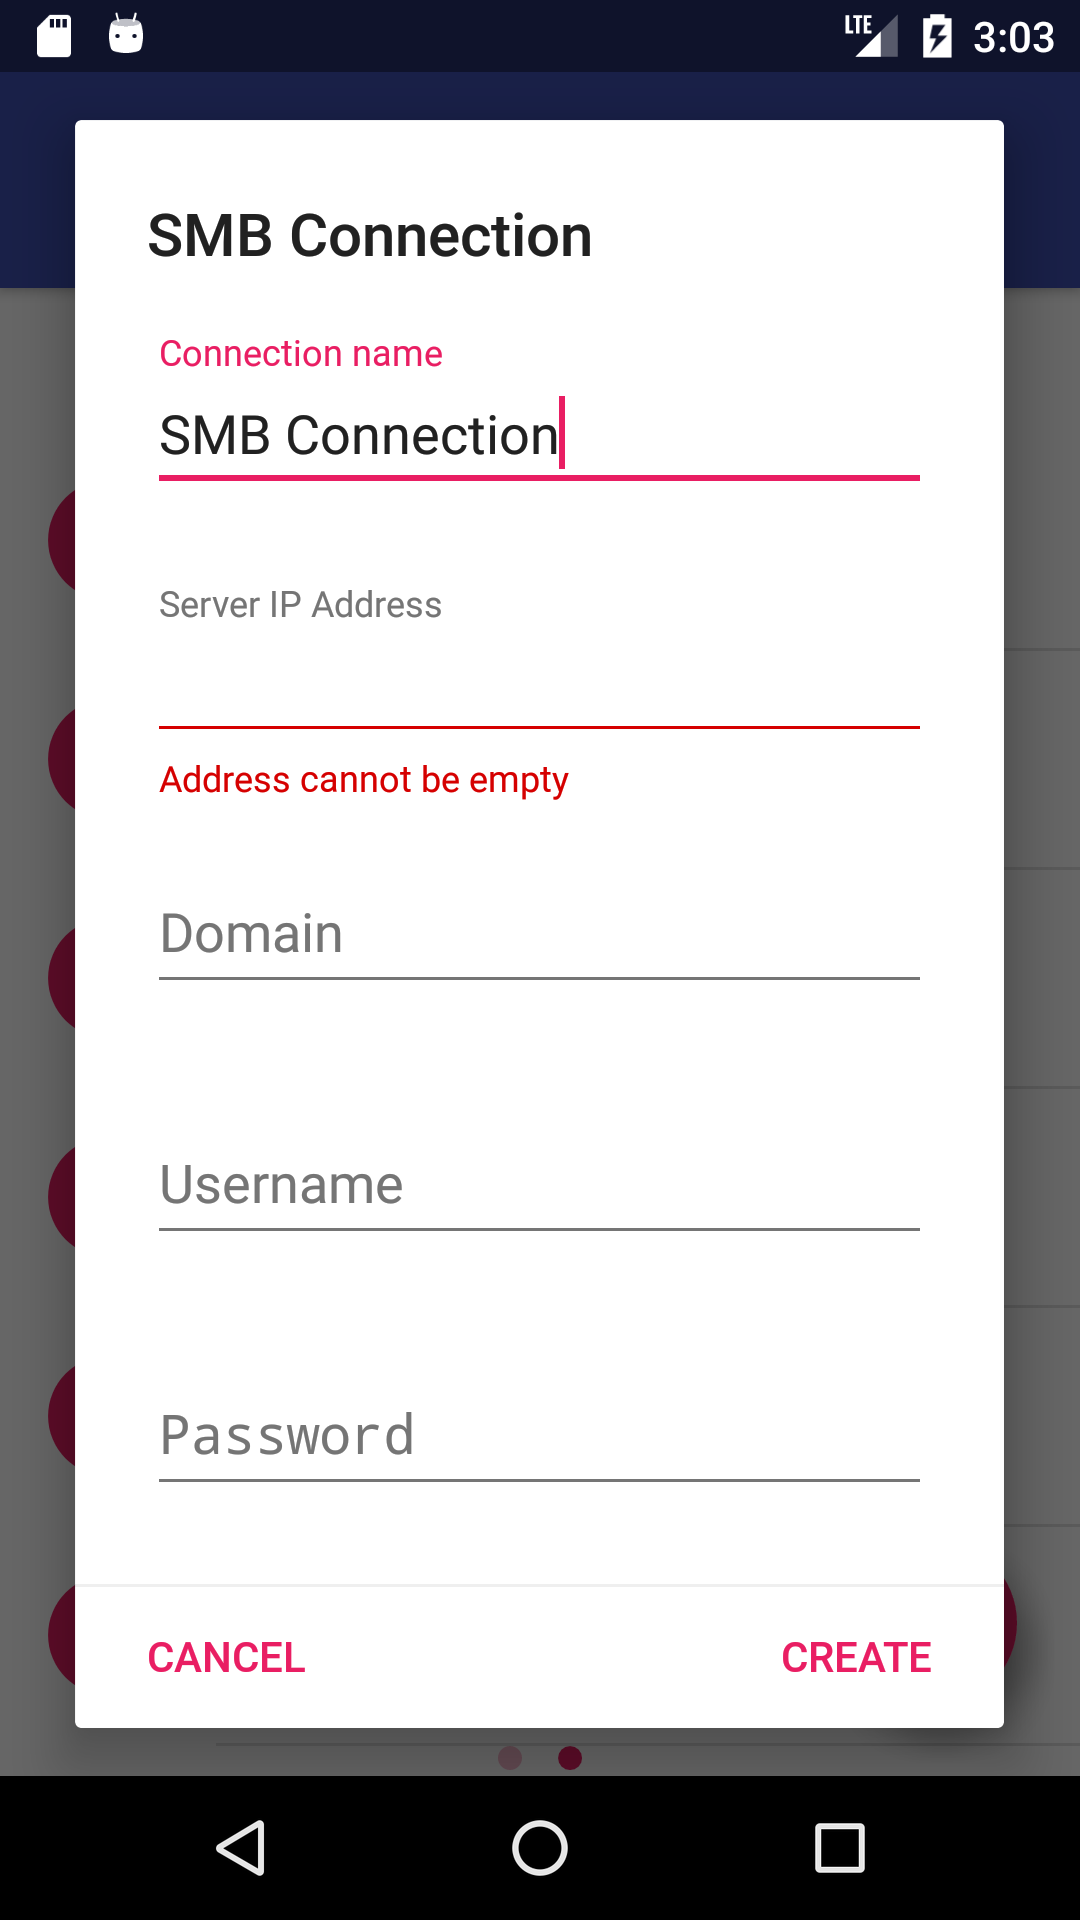 LTE 3:03
SMB Connection
Connection name
SMB Connection
Server IP Address
Address cannot be empty
Domain
Username
Password
CANCEL CREATE